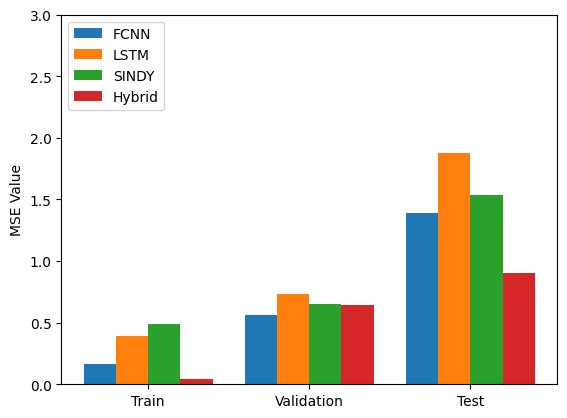 3.0
2.5
2.0
1.5
1.0
0.5
0.0
MSE Value
FCNN
LSTM
SINDY
Hybrid
Train
Validation
Test